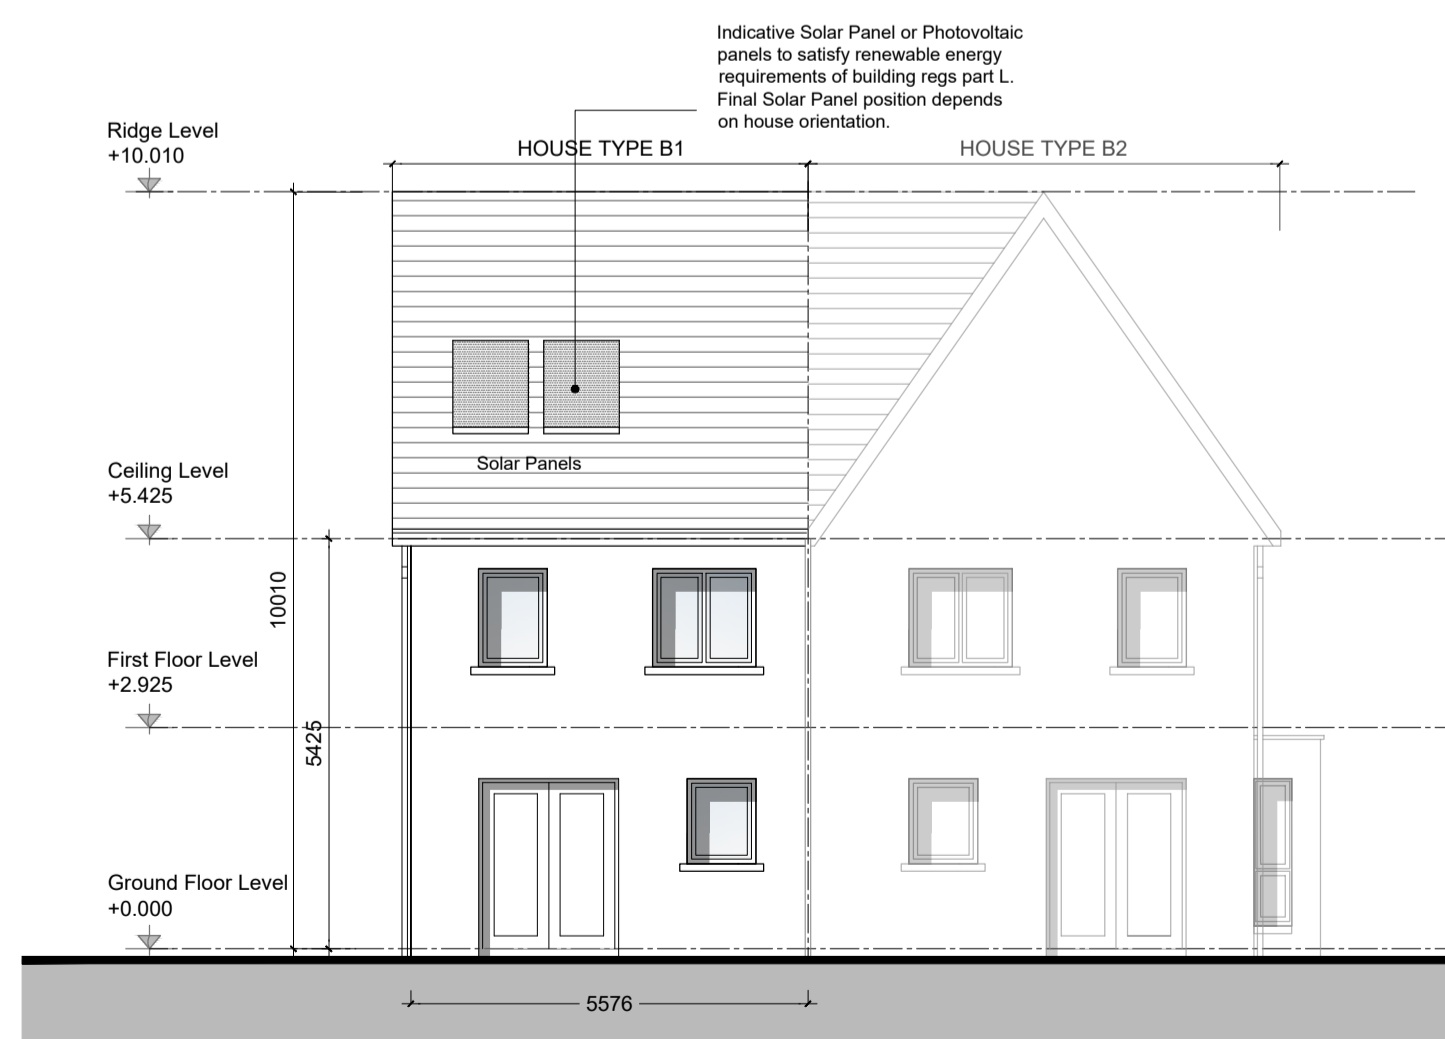 Indicative Solar Panel or Photovoltaic
panels to satisfy renewable energy
requirements of building regs part L.
Final Solar Panel position depends
on house orientation.
Ridge Level
+10.010
HOUSE TYPE B1
HOUSE TYPE B2
Solar Panels
Ceiling Level
+5.425
10010
First Floor Level
+2.925
5425
Ground Floor Level
+0.000
5576